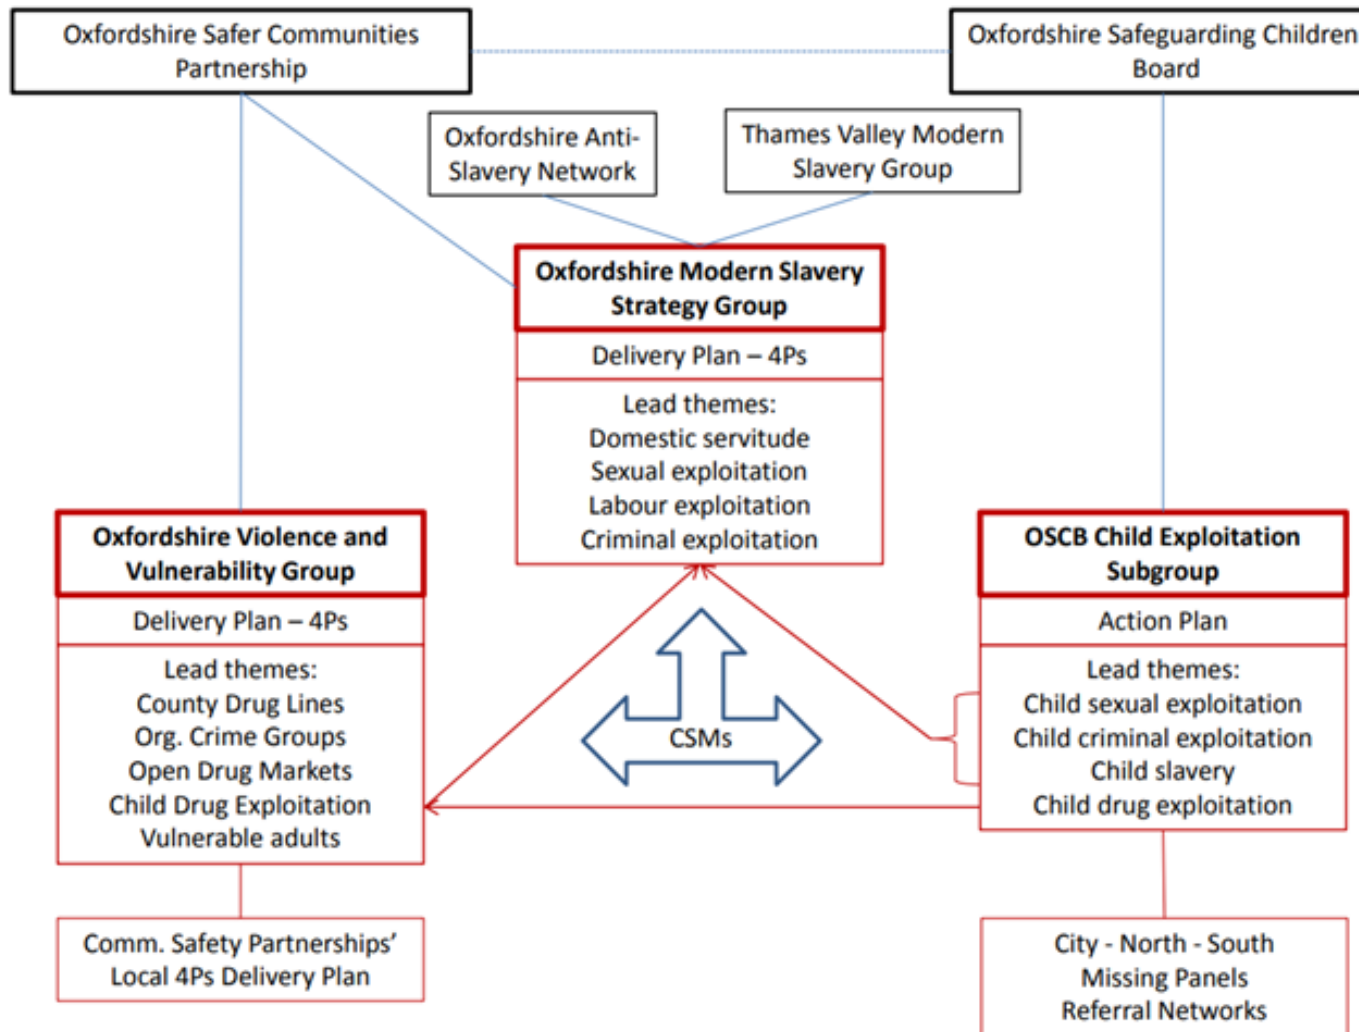 Oxfordshire Safer Communities
Partnership
Oxfordshire Safeguarding Children
Board
Oxfordshire Anti-
Slavery Network
Thames Valley Modern
Slavery Group
Oxfordshire Modern Slavery
Strategy Group
Delivery Plan – 4Ps
Lead themes:
Domestic servitude
Sexual exploitation
Labour exploitation
Criminal exploitation
Oxfordshire Violence and
Vulnerability Group
Delivery Plan – 4Ps
Lead themes:
County Drug Lines
Org. Crime Groups
Open Drug Markets
Child Drug Exploitation
Vulnerable adults
CSMs
OSCB Child Exploitation
Subgroup
Action Plan
Lead themes:
Child sexual exploitation
Child criminal exploitation
Child slavery
Child drug exploitation
Comm. Safety Partnerships’
Local 4Ps Delivery Plan
City - North - South
Missing Panels
Referral Networks